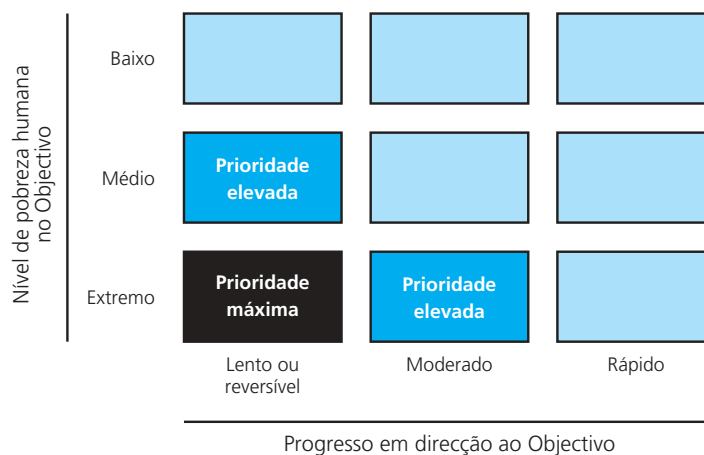 Nível de pobreza humana
no Objectivo
Baixo
Médio
Prioridade
elevada
Extremo
Prioridade
máxima
Prioridade
elevada
Lento ou
reversível
Moderado
Rápido
Progresso em direcção ao Objectivo